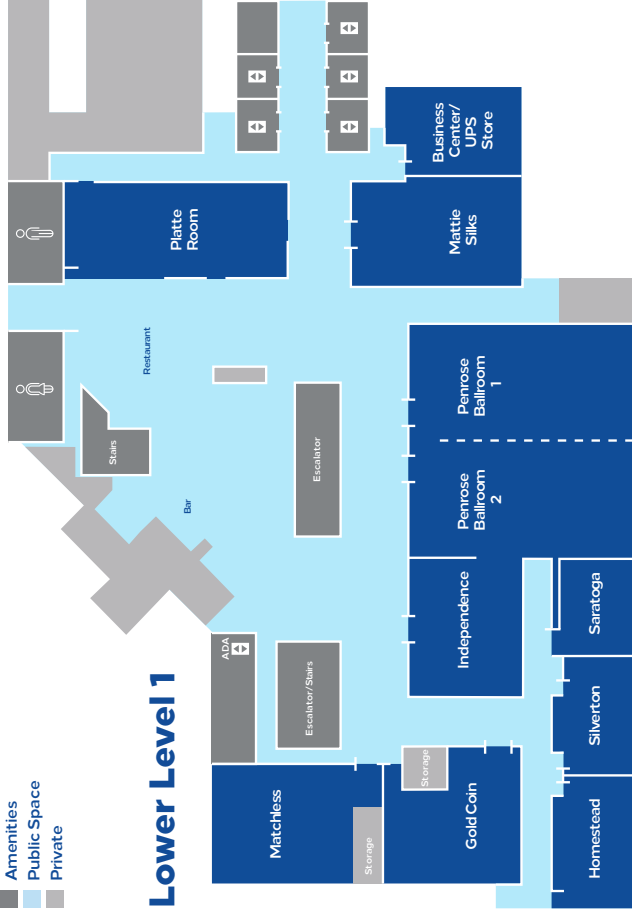 Amenities
Public Space
Private
Lower Level 1
Platte
Room
Business
Center/
UPS
Store
Mattie
Silks
Restaurant
Stairs
Bar
Escalator
Penrose
Ballroom
1
Penrose
Ballroom
2
Independence
ADA
Escalator/Stairs
Matchless
Storage
Storage
Gold Coin
Saratoga
Silverton
Homestead